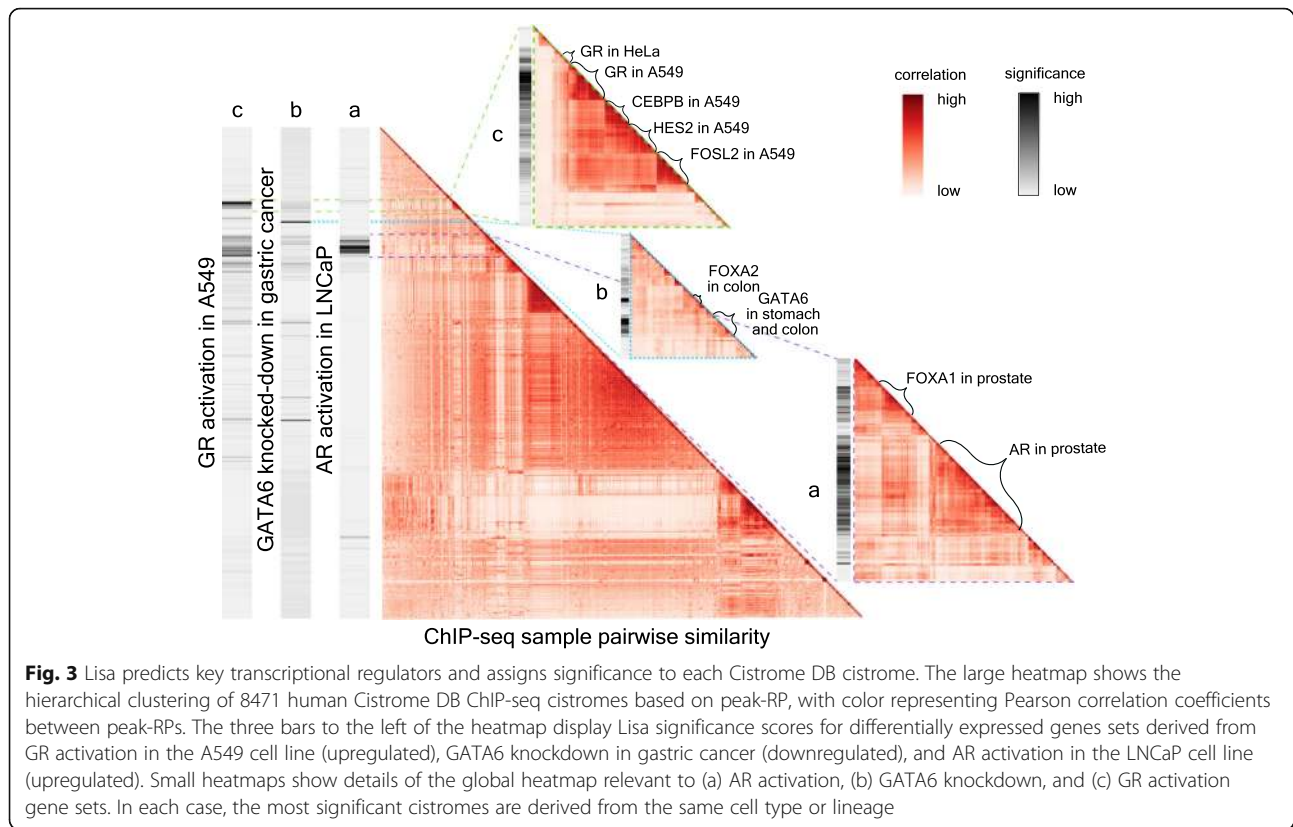 GR in HeLa
GR in A549
CEBPB in A549
HES2 in A549
FOSL2 in A549
c
correlation
high
low
significance
high
low
c
b
a
GR activation in A549
GATA6 knocked-down in gastric cancer
AR activation in LNCaP
b
FOXA2
in colon
GATA6
in stomach
and colon
a
FOXA1 in prostate
AR in prostate
ChIP-seq sample pairwise similarity
Fig. 3 Lisa predicts key transcriptional regulators and assigns significance to each Cistrome DB cistrome. The large heatmap shows the
hierarchical clustering of 8471 human Cistrome DB ChIP-seq cistromes based on peak-RP, with color representing Pearson correlation coefficients
between peak-RPs. The three bars to the left of the heatmap display Lisa significance scores for differentially expressed genes sets derived from
GR activation in the A549 cell line (upregulated), GATA6 knockdown in gastric cancer (downregulated), and AR activation in the LNCaP cell line
(upregulated). Small heatmaps show details of the global heatmap relevant to (a) AR activation, (b) GATA6 knockdown, and (c) GR activation
gene sets. In each case, the most significant cistromes are derived from the same cell type or lineage